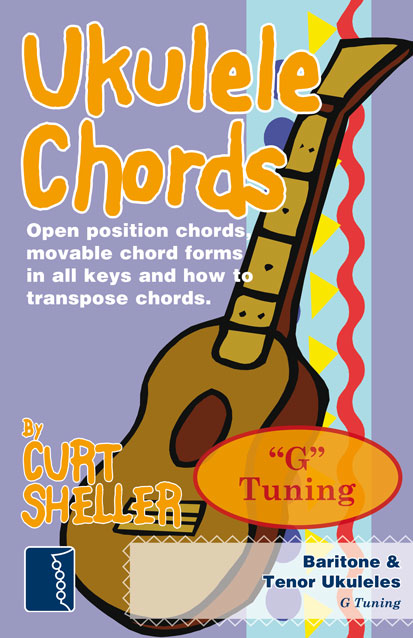 Ukulele
Chords
Open position chords,
movable chord forms
in all keys and how to
transpose chords.
By
CURT
SHELLER
"G"
Tuning
Baritone &
Tenor Ukuleles
G Tuning